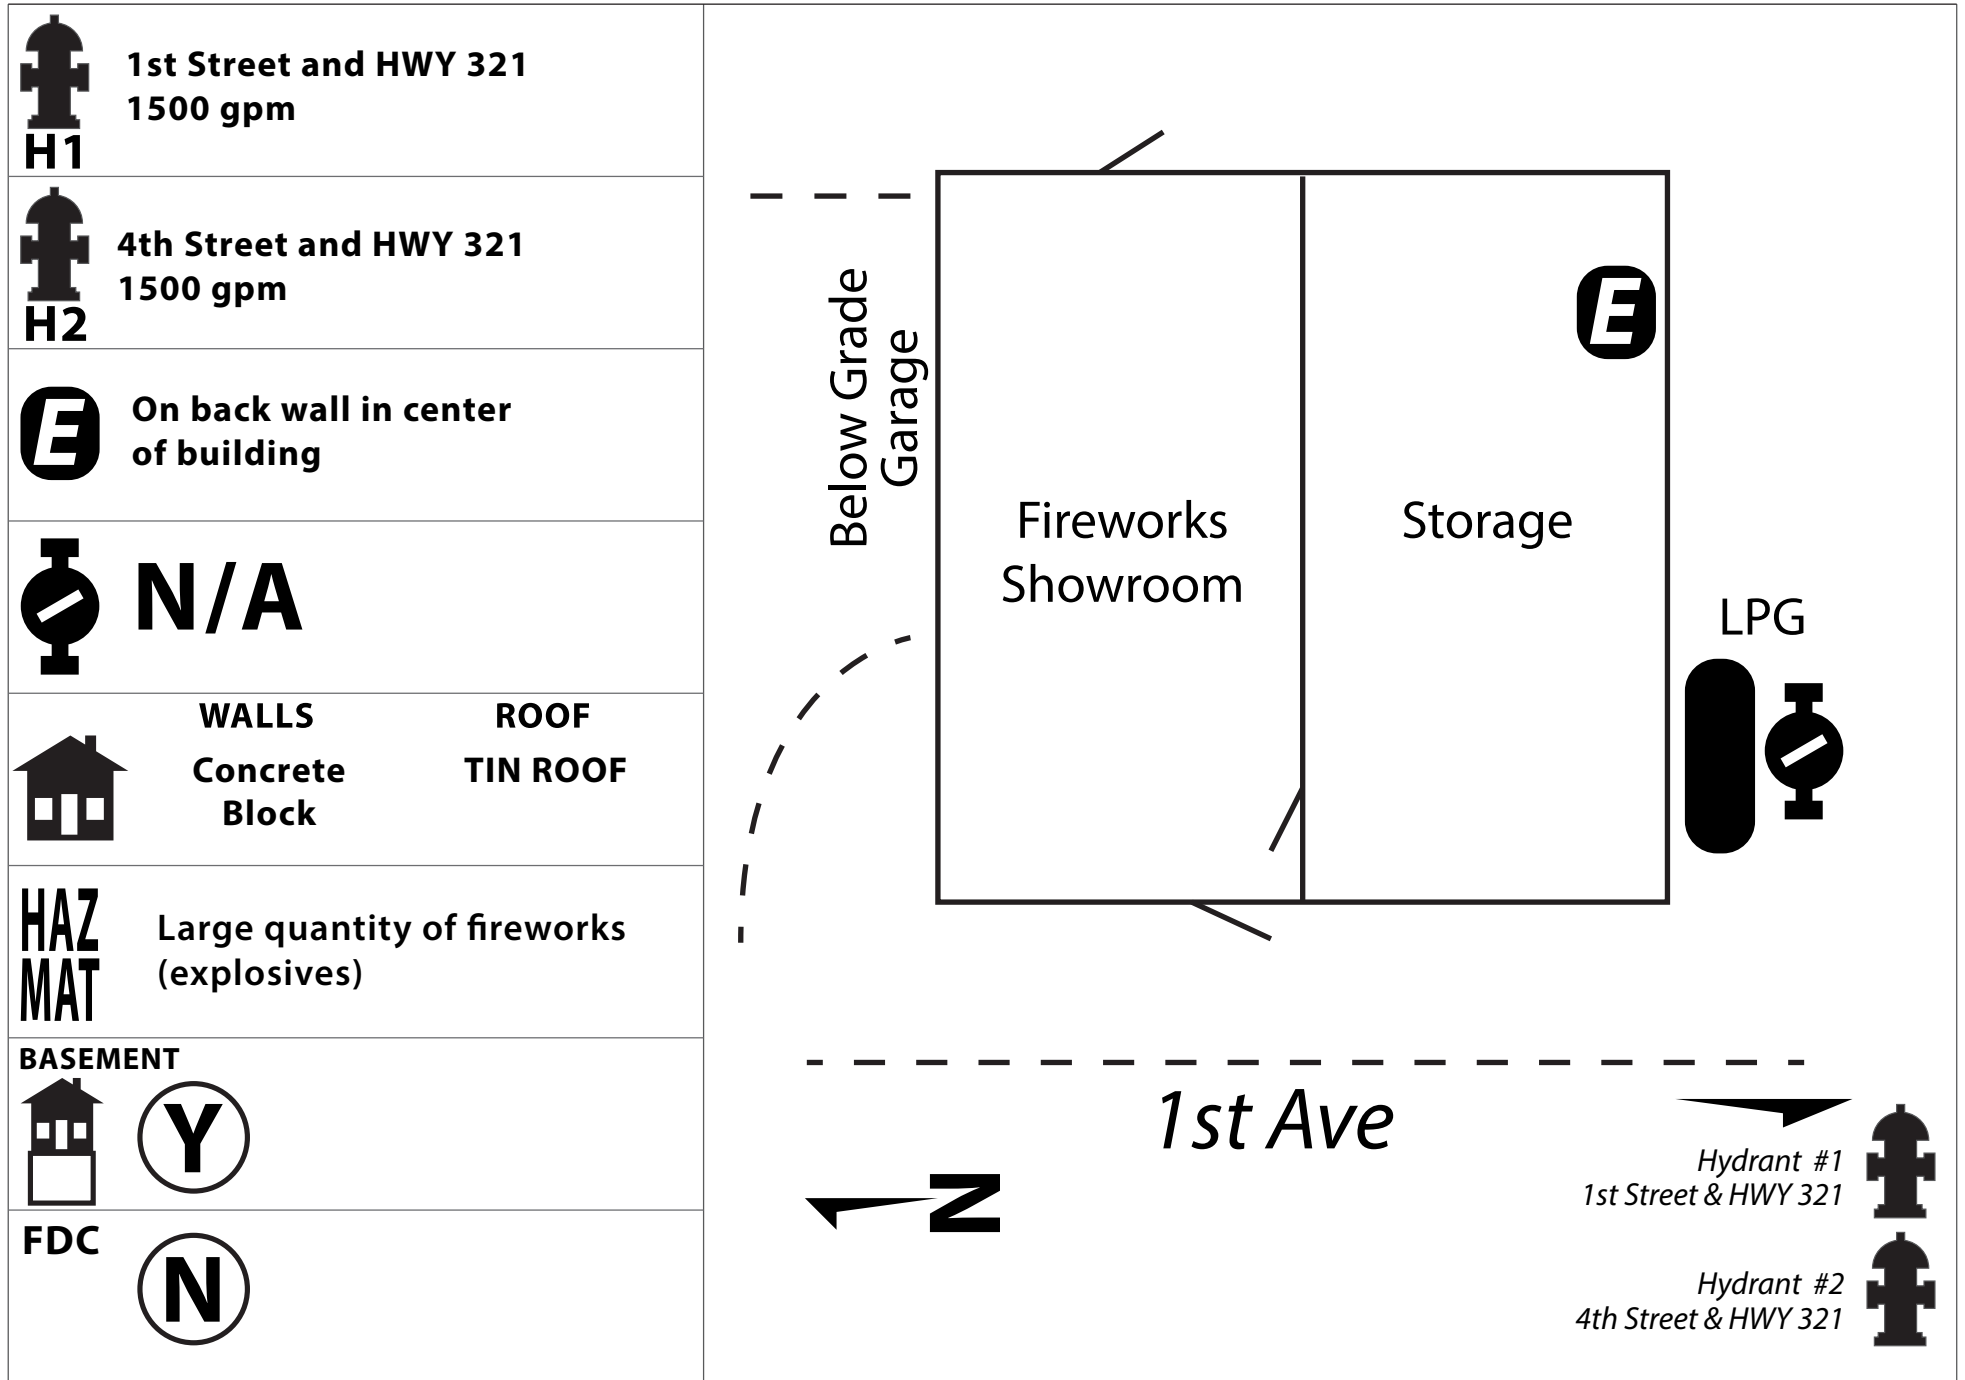 1st Street and HWY 321
1500 gpm
H1
4th Street and HWY 321
1500 gpm
H2
E
On back wall in center
of building
N/A
WALLS
ROOF
Concrete
Block
TIN ROOF
HAZ
MAT
Large quantity of fireworks
(explosives)
BASEMENT
Y
FDC
N
Below Grade
Garage
Fireworks
Showroom
Storage
E
LPG
1st Ave
N
Hydrant #1
1st Street & HWY 321
Hydrant #2
4th Street & HWY 321